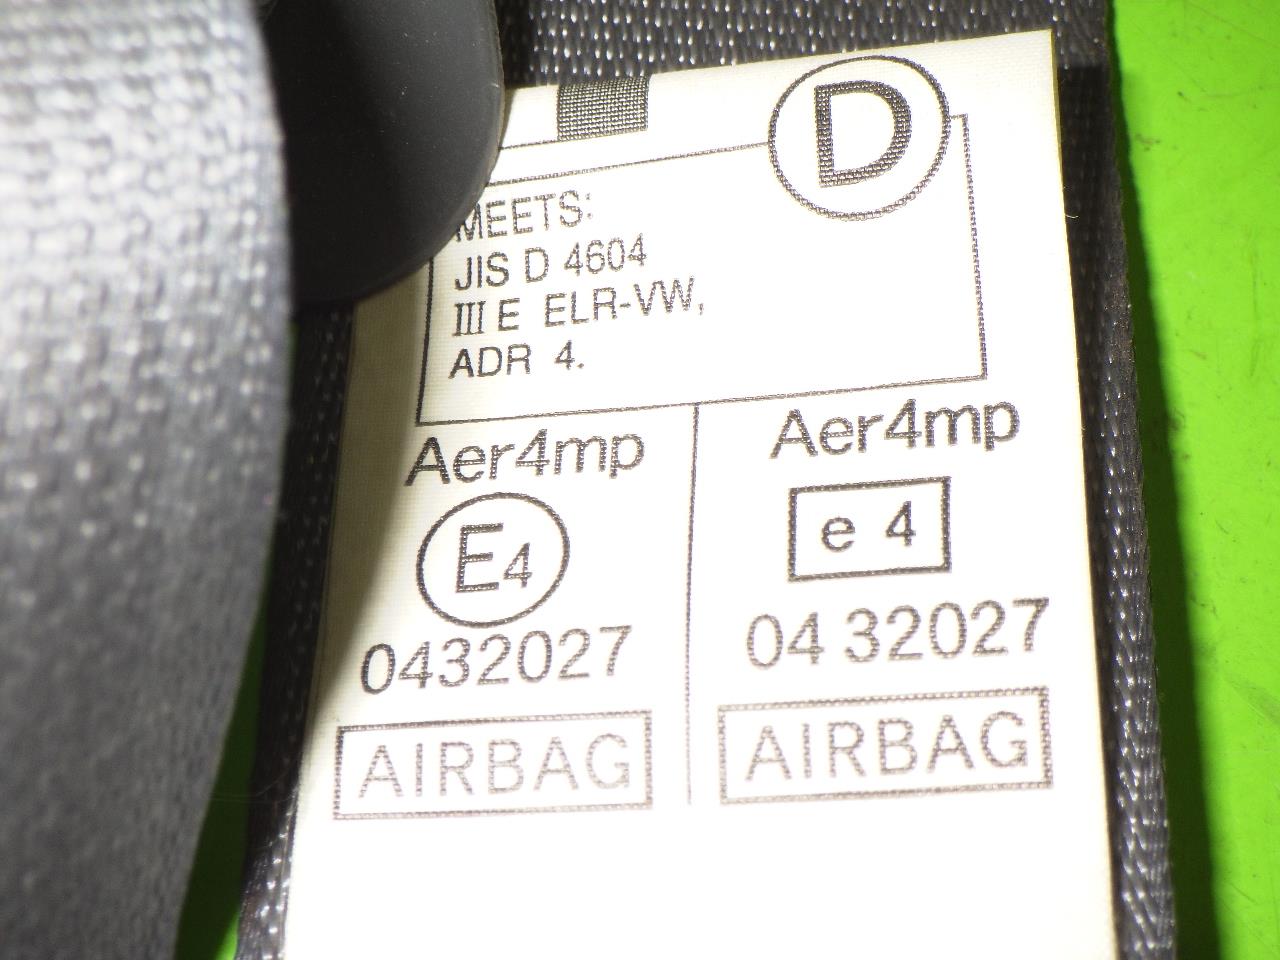 D
MEETS:
JIS D 4604
III E ELR-VW,
ADR 4.
Aer4mp
E4
0432027
AIRBAG
Aer4mp
e 4
04 32027
AIRBAG